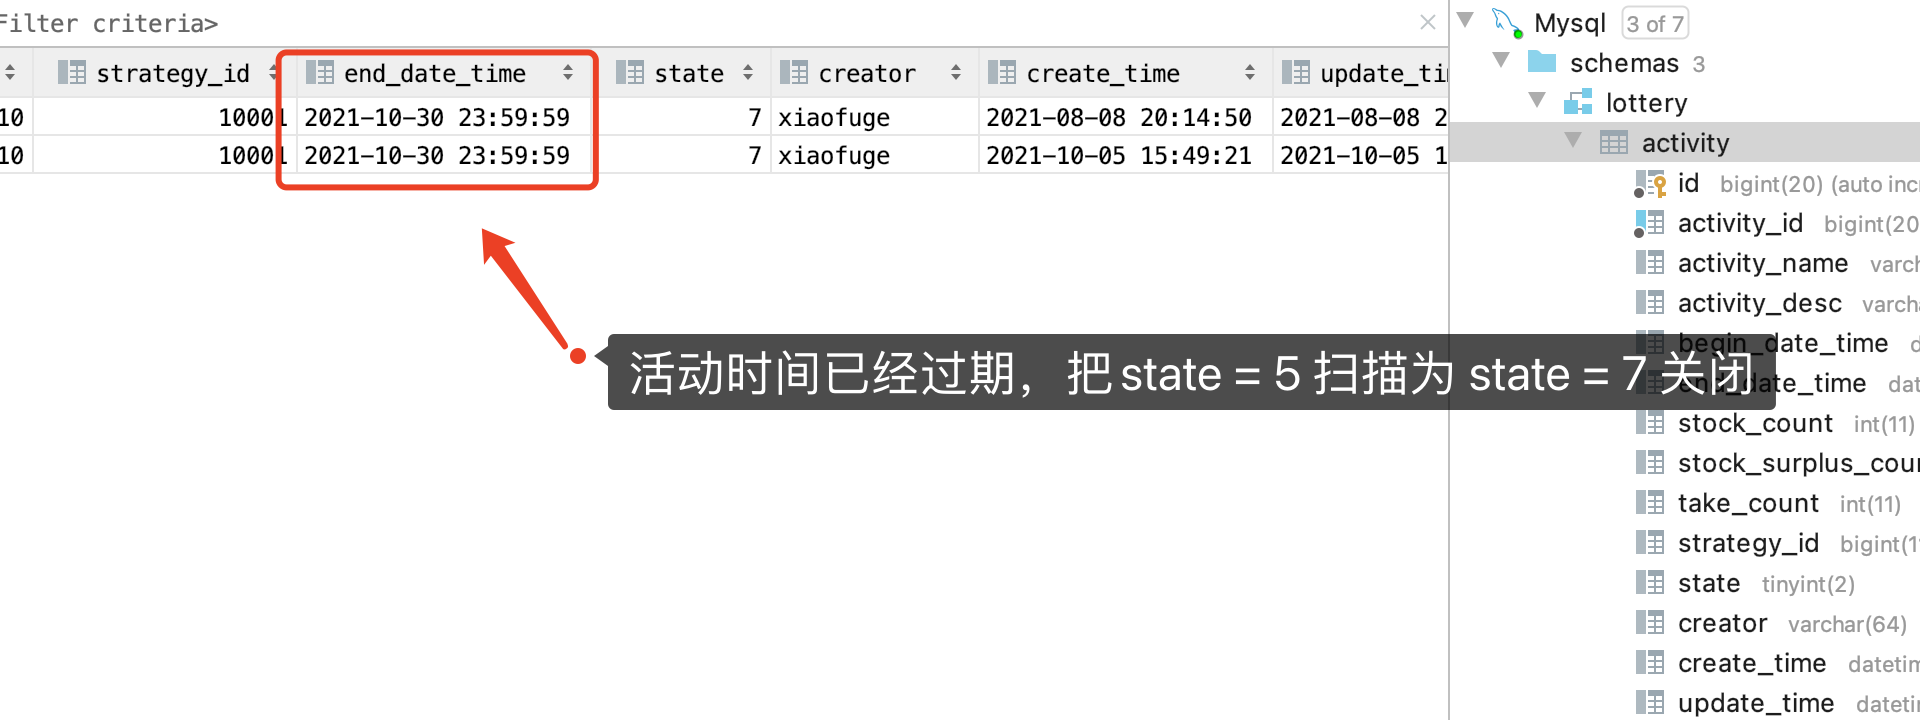 Filter criteria>
strategy_id end_date_time state creator create_time update_ti
10 10001 2021-10-30 23:59:59 7 xiaofuge 2021-08-08 20:14:50 2021-08-08 2
10 10001 2021-10-30 23:59:59 7 xiaofuge 2021-10-05 15:49:21 2021-10-05 1
活动时间已经过期，把 state = 5 扫描为 state = 7 关闭
Mysql 3 of 7
schemas 3
lottery
activity
id bigint(20) (auto incr
activity_id bigint(20
activity_name varch
activity_desc varcha
begin_date_time d
end_date_time dat
stock_count int(11)
stock_surplus_coun
take_count int(11)
strategy_id bigint(11
state tinyint(2)
creator varchar(64)
create_time datetim
update_time dateti